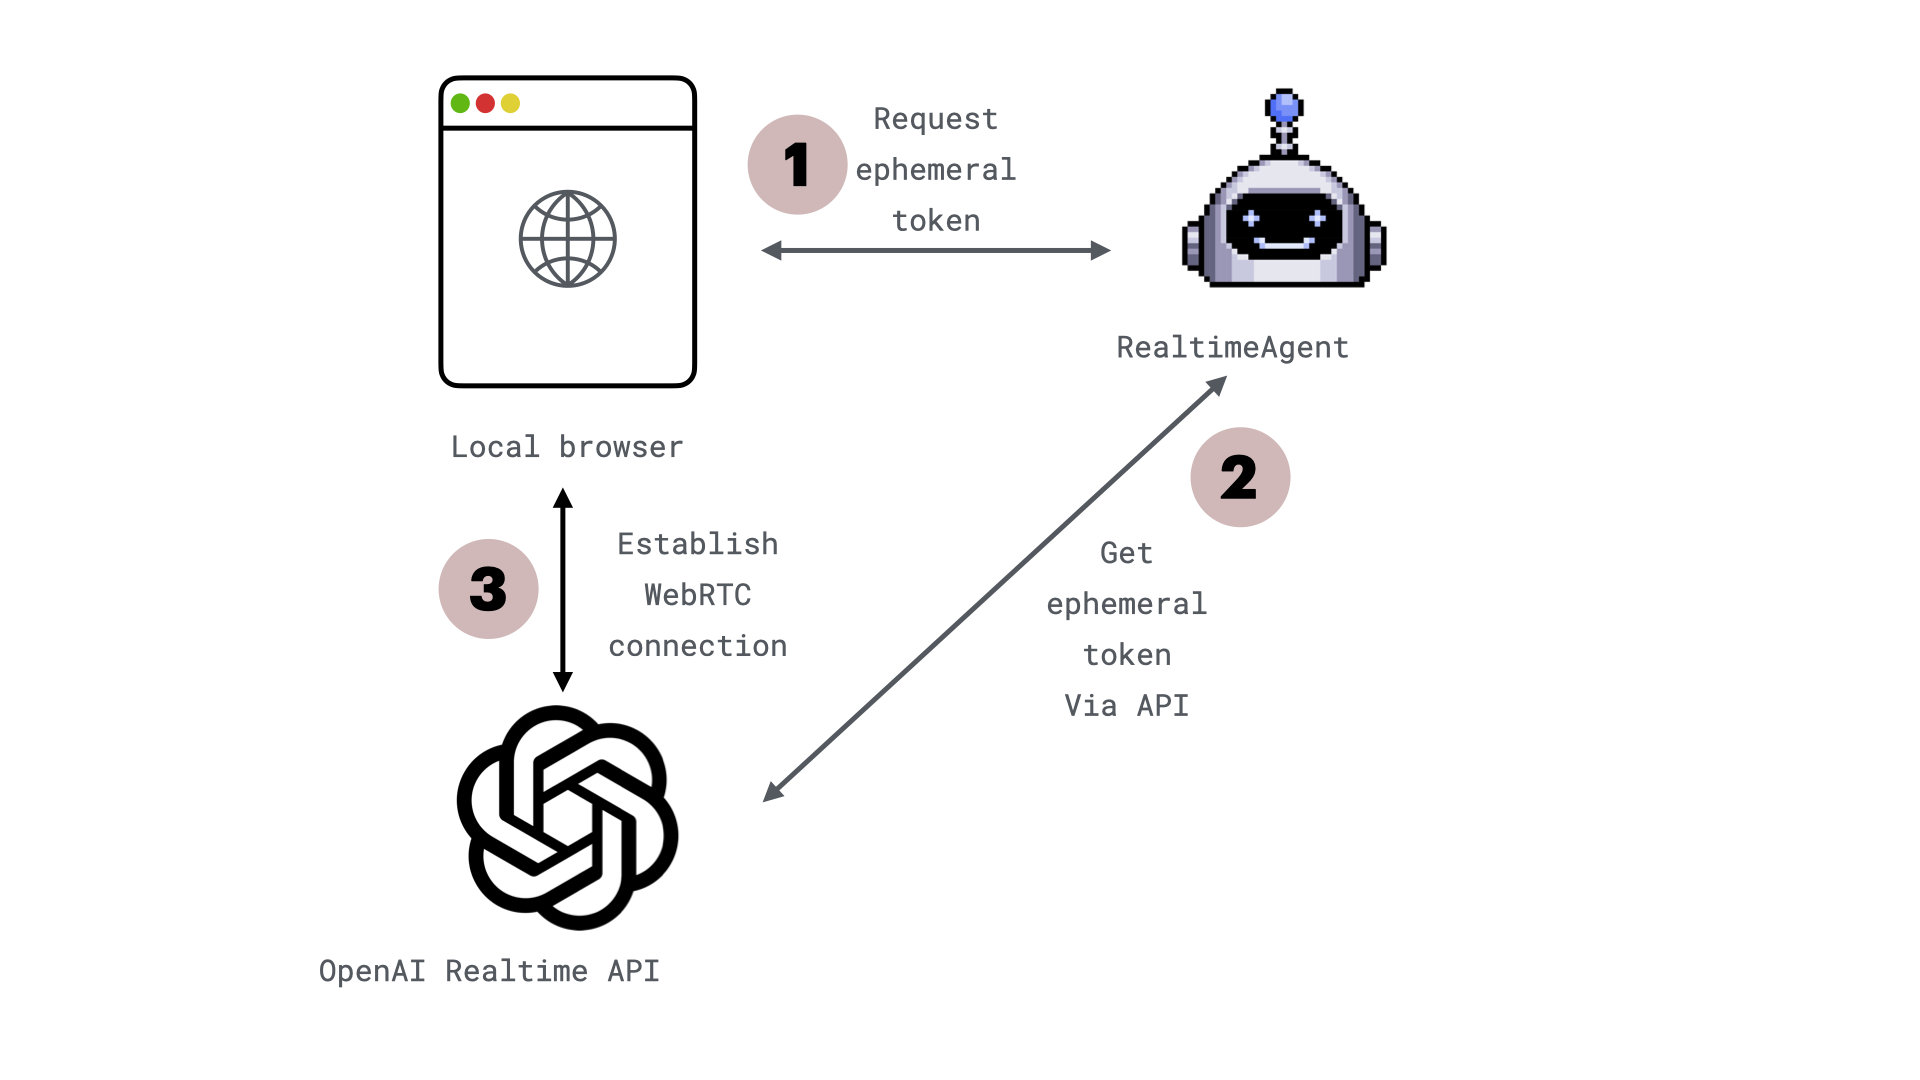 1
Request
ephemeral
token
RealtimeAgent
Local browser
2
3
Establish
WebRTC
connection
Get
ephemeral
token
Via API
OpenAI Realtime API